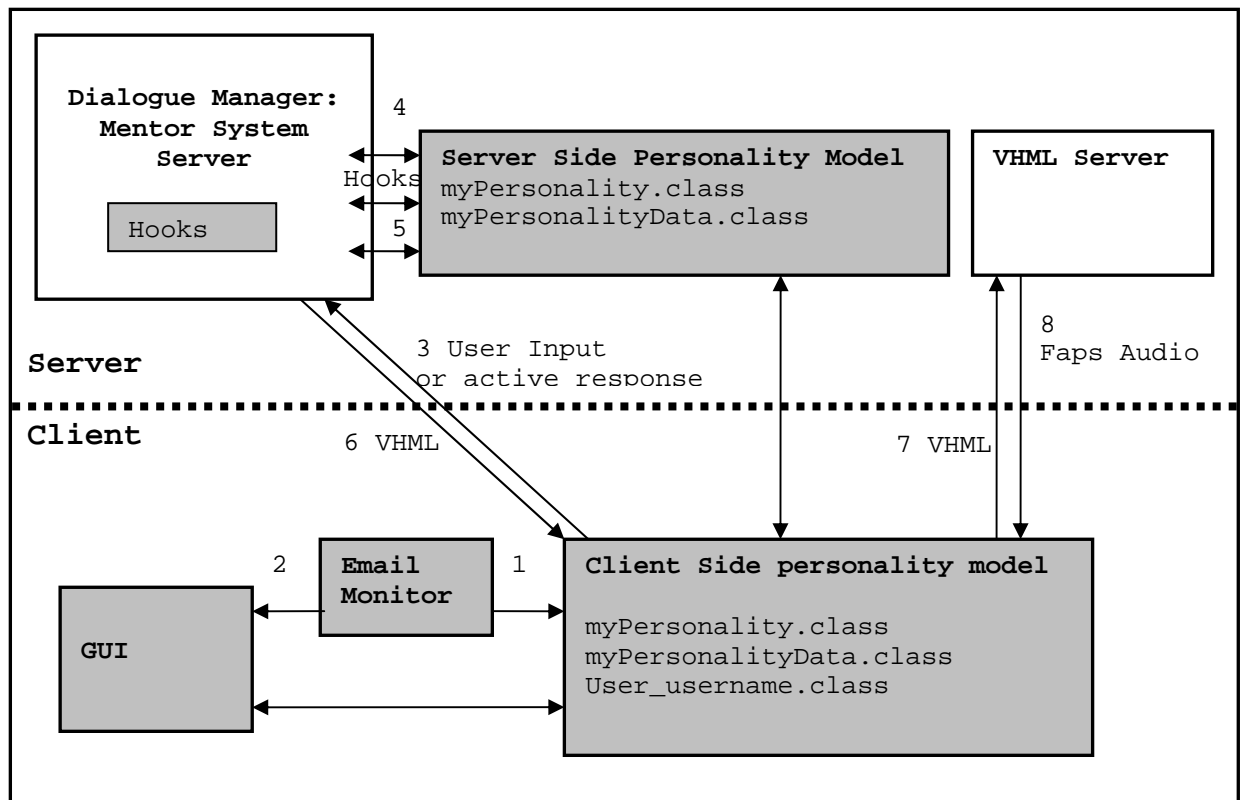 Dialogue Manager:
Mentor System
Server
Hooks
4
Hooks
5
Server Side Personality Model
myPersonality.class
myPersonalityData.class
VHML Server
3 User Input
or active response
8
Faps Audio
Server
Client
6 VHML
7 VHML
2
Email
Monitor
1
GUI
Client Side personality model
myPersonality.class
myPersonalityData.class
User_username.class